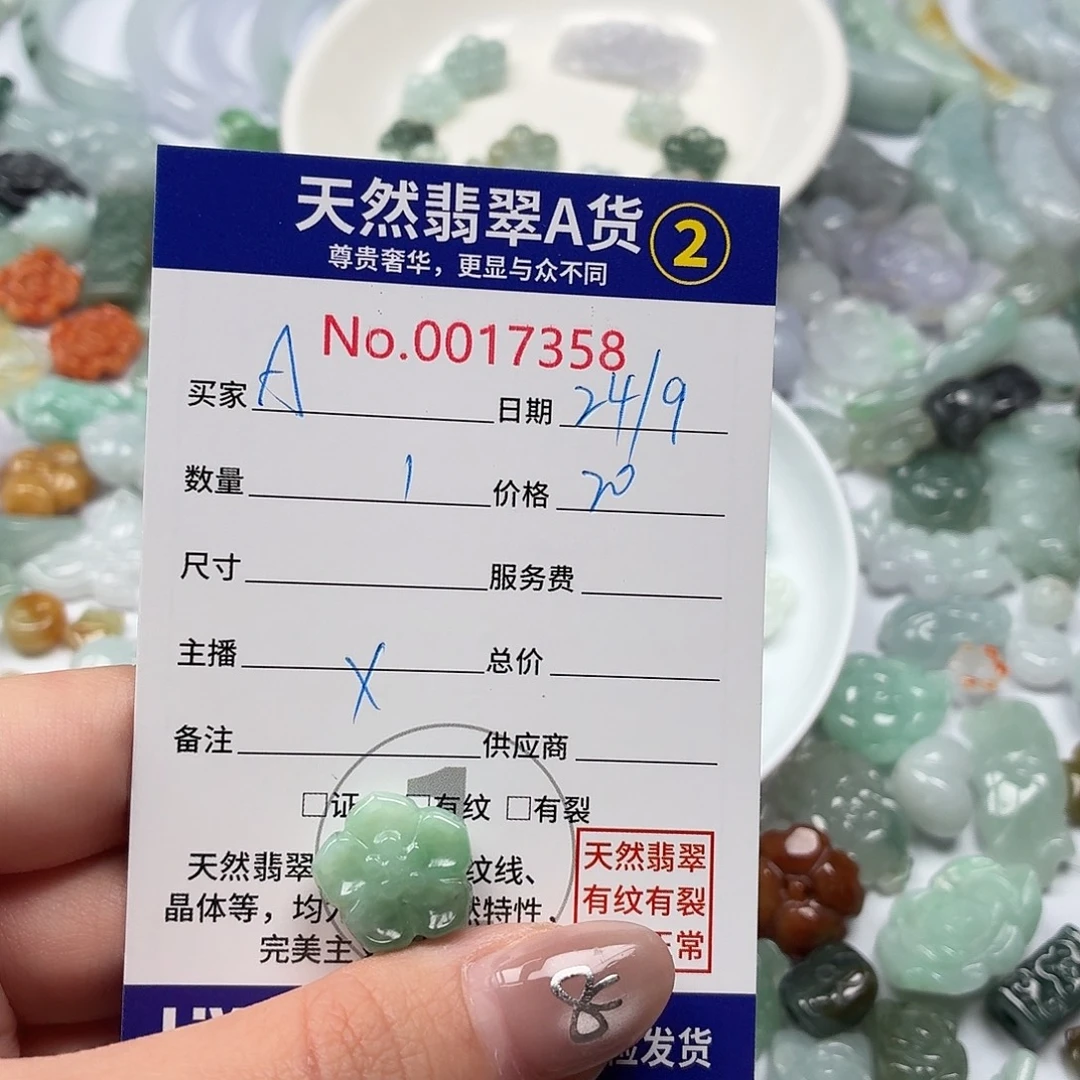 天然翡翠A货 2
尊贵奢华，更显与众不同
No.0017358
买家 A 日期 24/9
数量 1 价格 20
尺寸 服务费
主播 X 总价
备注 供应商
1
□证 □有纹 □有裂
天然翡翠 纹线、
晶体等，均 然特性，
完美主
天然翡翠
有纹有裂
正常
发货
8